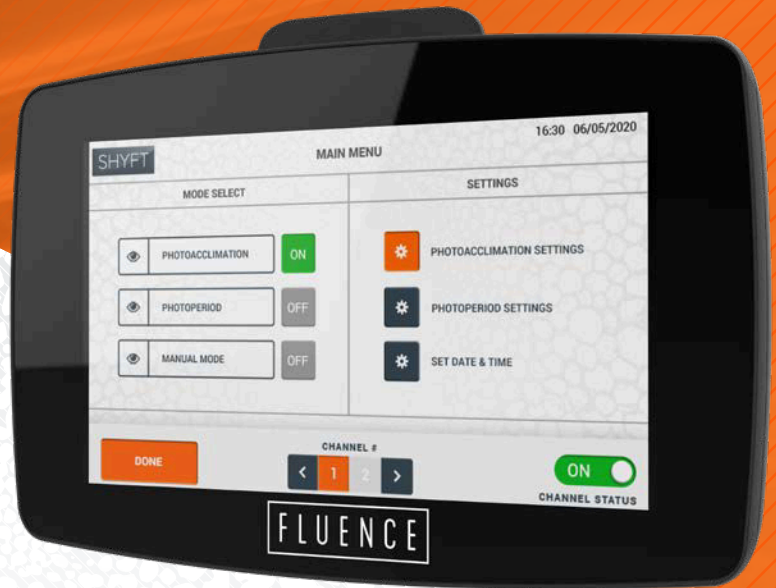 16:30 06/05/2020
SHYFT
MAIN MENU
MODE SELECT
SETTINGS
PHOTOACCLIMATION ON
PHOTOPERIOD OFF
MANUAL MODE OFF
PHOTOACCLIMATION SETTINGS
PHOTOPERIOD SETTINGS
SET DATE & TIME
DONE
CHANNEL #
< 1 2 >
ON
CHANNEL STATUS
FLUENCE